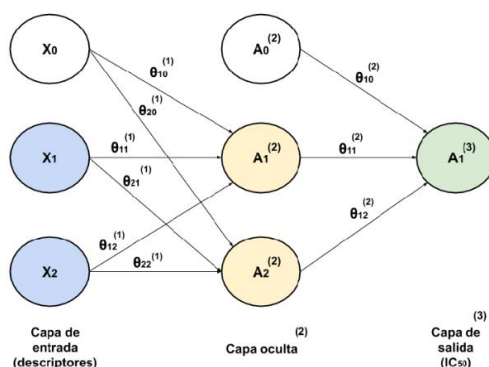 X₀
A₀⁽²⁾
θ₁₀⁽¹⁾
θ₂₀⁽¹⁾
θ₁₀⁽²⁾
X₁
θ₁₁⁽¹⁾
θ₂₁⁽¹⁾
A₁⁽²⁾
θ₁₁⁽²⁾
A₁⁽³⁾
θ₁₂⁽¹⁾
θ₁₂⁽²⁾
X₂
θ₂₂⁽¹⁾
A₂⁽²⁾
Capa de
entrada
(descriptores)
Capa oculta⁽²⁾
Capa de⁽³⁾
salida
(IC₅₀)